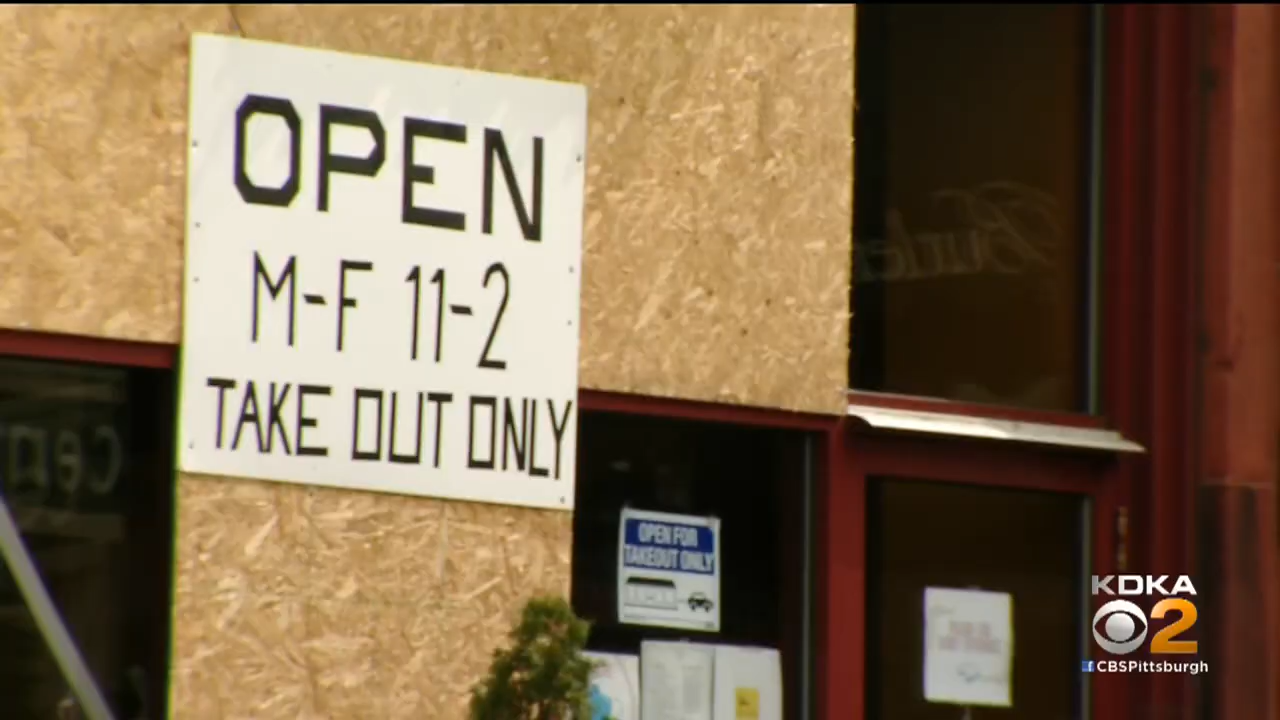 OPEN
M-F 11-2
TAKE OUT ONLY
OPEN FOR
TAKEOUT ONLY
KDKA
2
CBSPittsburgh